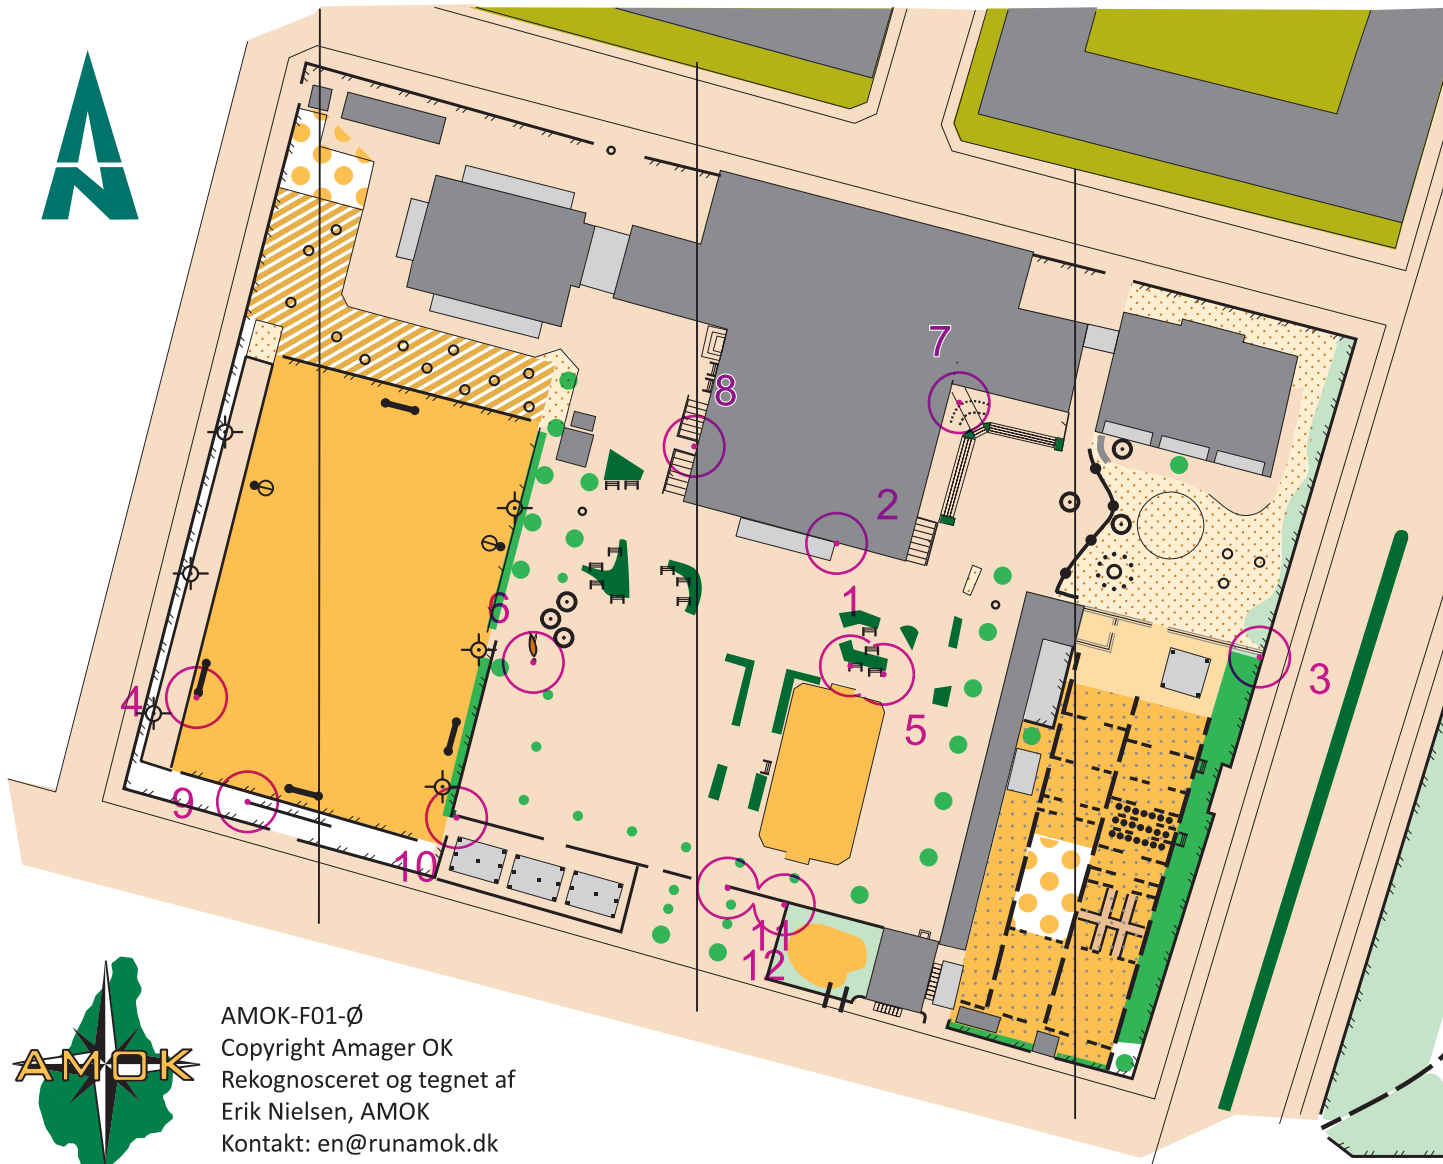 7
8
2
1
6
3
4
5
9
10
11
12
AMOK
AMOK-F01-Ø
Copyright Amager OK
Rekognosceret og tegnet af
Erik Nielsen, AMOK
Kontakt: en@runamok.dk